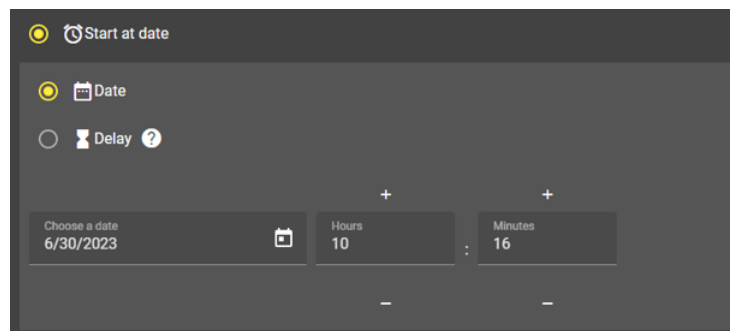 Start at date
Date
Delay ?
+ +
Choose a date Hours Minutes
6/30/2023 10 : 16
− −